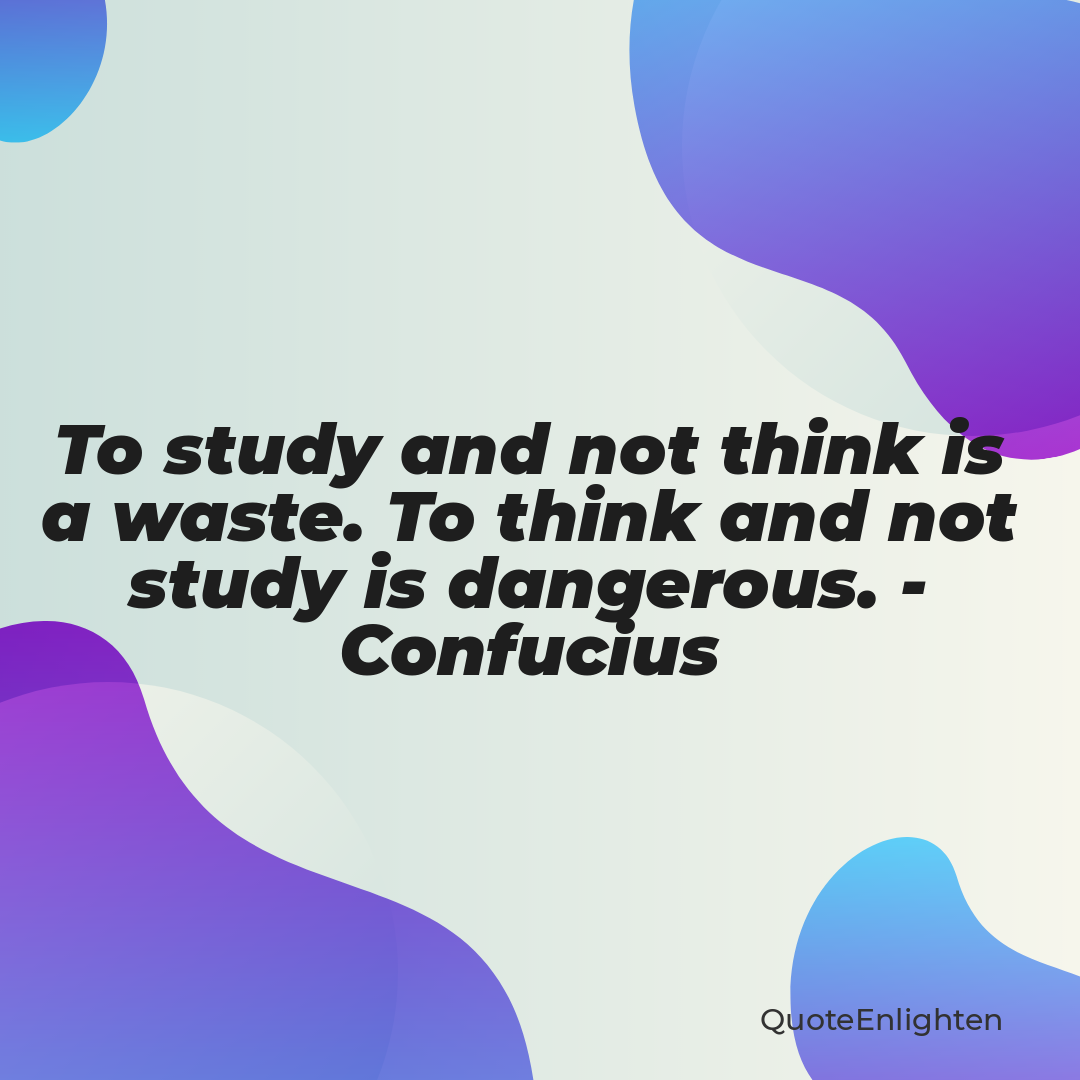 To study and not think is
a waste. To think and not
study is dangerous. -
Confucius
QuoteEnlighten